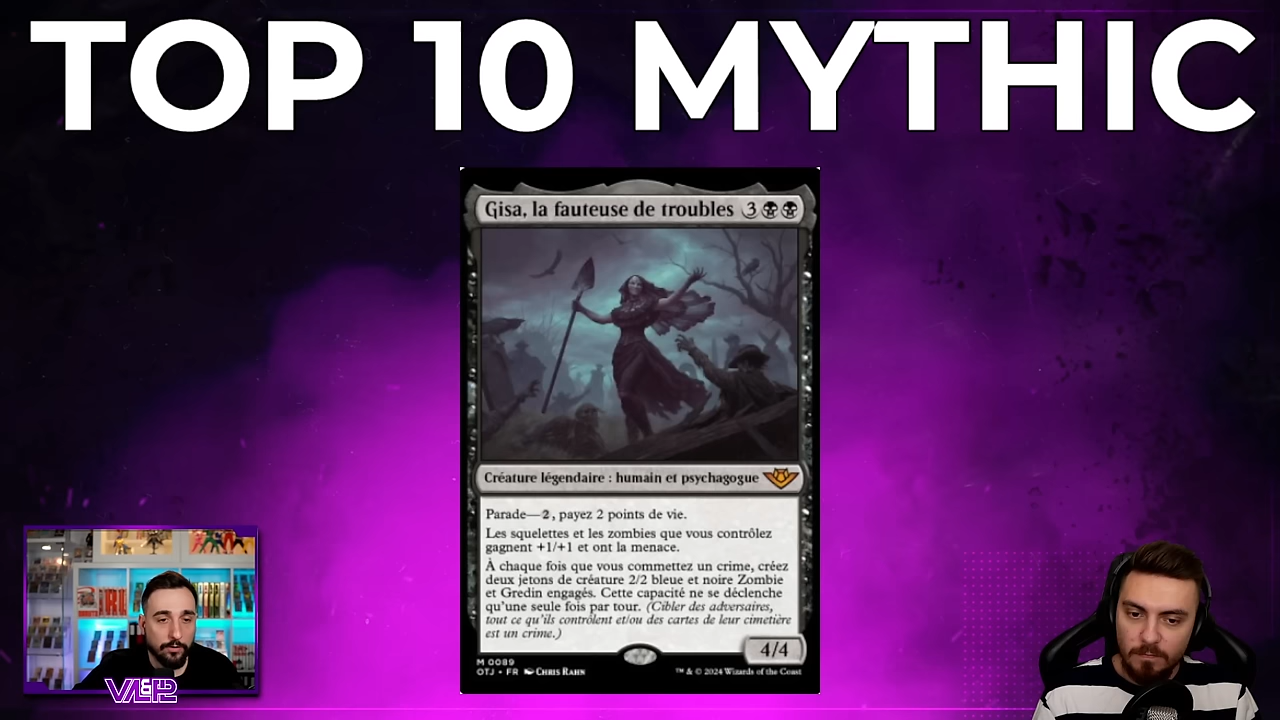 TOP 10 MYTHIC
Gisa, la fauteuse de troubles 3
Créature légendaire : humain et psychagogue
Parade—2, payez 2 points de vie.
Les squelettes et les zombies que vous contrôlez
gagnent +1/+1 et ont la menace.
À chaque fois que vous commettez un crime, créez
deux jetons de créature 2/2 bleue et noire Zombie
et Gredin engagés. Cette capacité ne se déclenche
qu'une seule fois par tour. (Cibler des adversaires,
tout ce qu'ils contrôlent et/ou des cartes de leur cimetière
est un crime.)
4/4
M 0089
OTJ • FR Chris Rahn
™ & © 2024 Wizards of the Coast